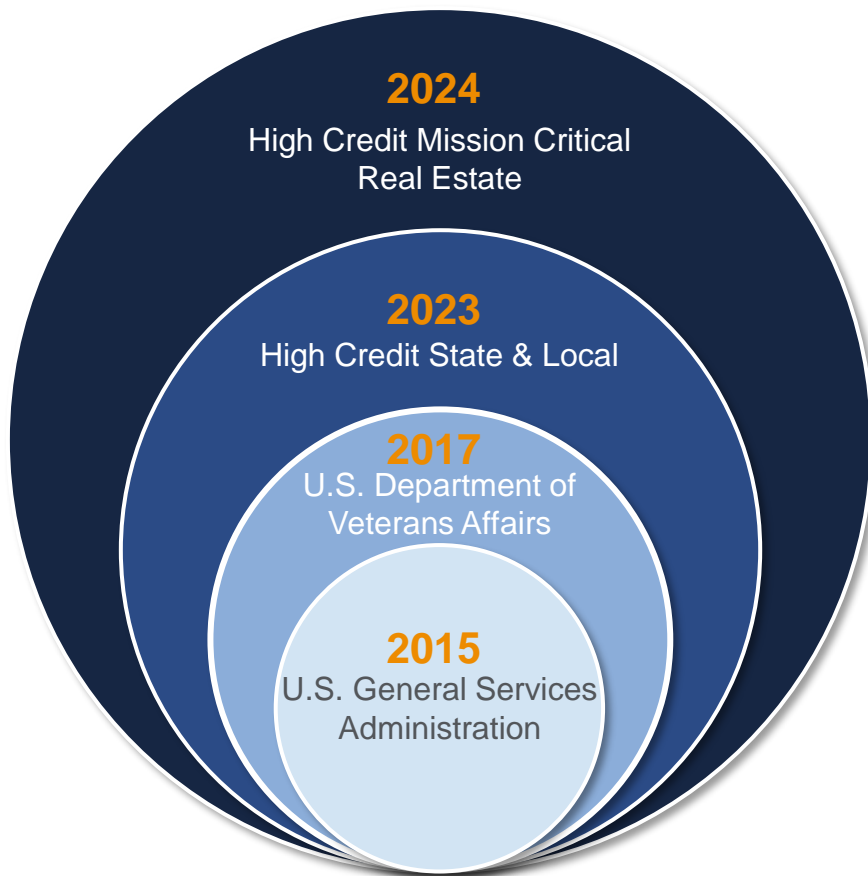 2024
High Credit Mission Critical
Real Estate
2023
High Credit State & Local
2017
U.S. Department of
Veterans Affairs
2015
U.S. General Services
Administration